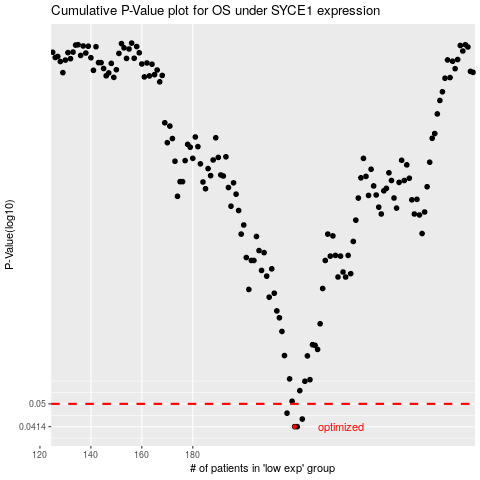 Cumulative P-Value plot for OS under SYCE1 expression
P-Value(log10)
0.05
0.0414
optimized
120 140 160 180
# of patients in 'low exp' group